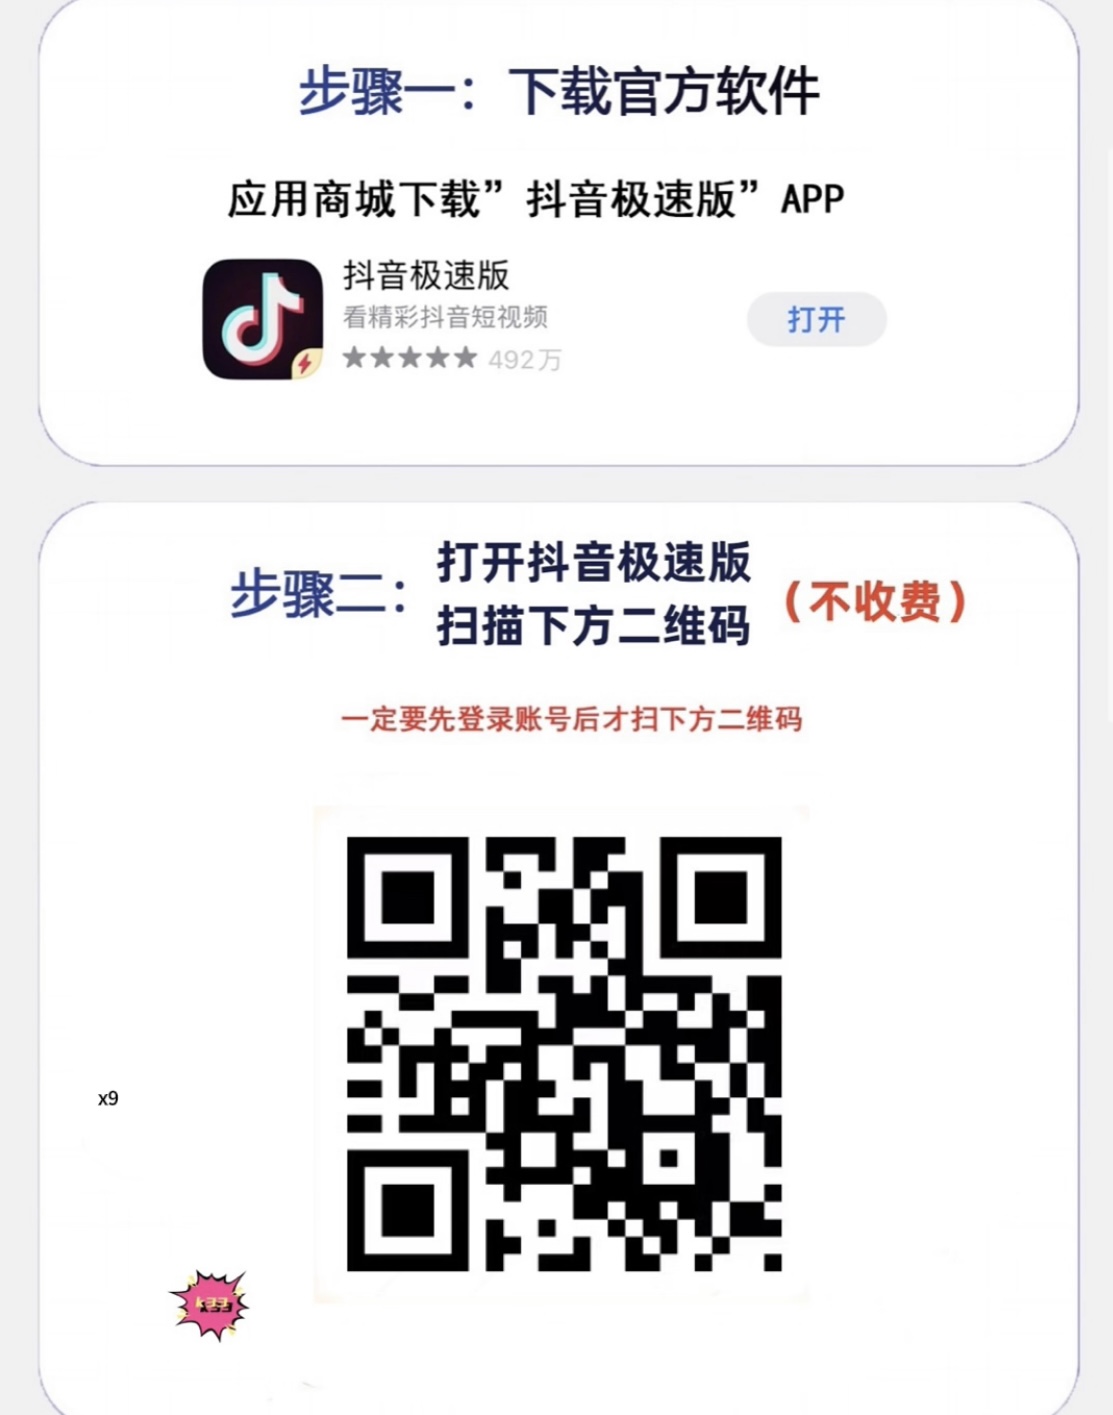 步骤一：下载官方软件
应用商城下载”抖音极速版”APP
抖音极速版
看精彩抖音短视频
★★★★★ 492万
打开
步骤二：
打开抖音极速版
扫描下方二维码
（不收费）
一定要先登录账号后才扫下方二维码
x9
k33